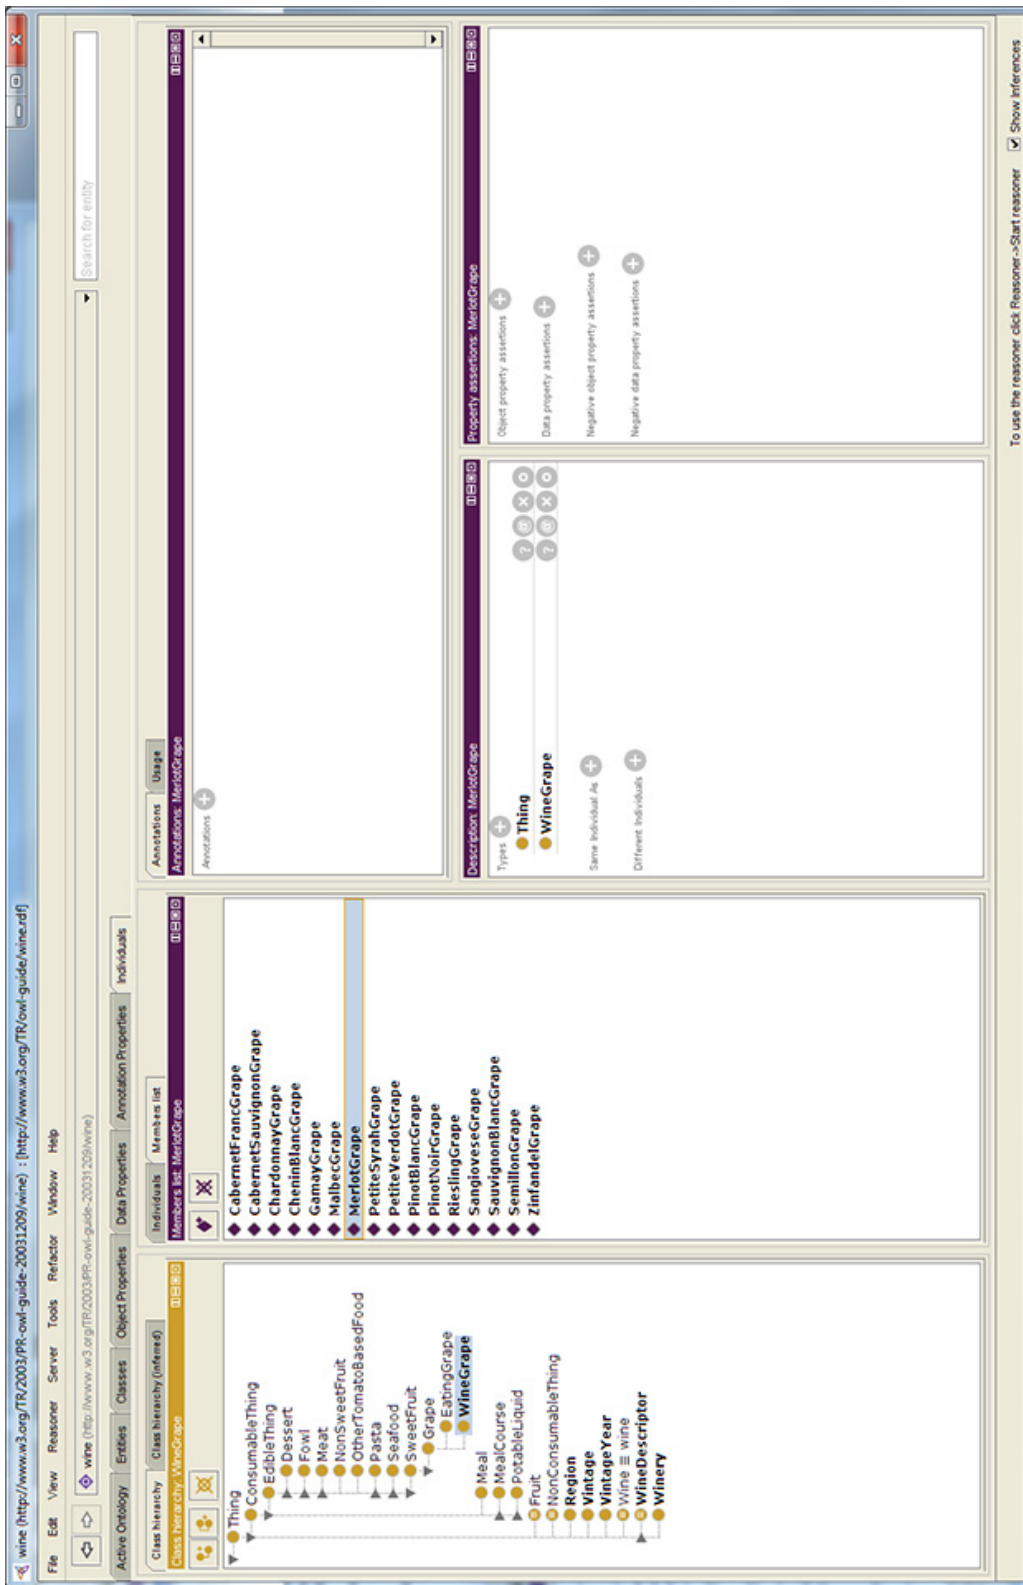 wine (http://www.w3.org/TR/2003/PR-owl-guide-20031209/wine) : [http://www.w3.org/TR/owl-guide/wine.rdf]
File Edit View Reasoner Server Tools Refactor Window Help
wine (http://www.w3.org/TR/2003/PR-owl-guide-20031209/wine)
Search for entity
Active Ontology Entities Classes Object Properties Data Properties Annotation Properties Individuals
Class hierarchy Class hierarchy (inferred)
Class hierarchy: WineGrape
Thing
ConsumableThing
EdibleThing
Dessert
Fowl
Meat
NonSweetFruit
OtherTomatoBasedFood
Pasta
Seafood
SweetFruit
Grape
EatingGrape
WineGrape
Meal
MealCourse
PotableLiquid
Fruit
NonConsumableThing
Region
Vintage
VintageYear
Wine ≡ wine
WineDescriptor
Winery
Individuals Members list
Members list: MerlotGrape
CabernetFrancGrape
CabernetSauvignonGrape
ChardonnayGrape
CheninBlancGrape
GamayGrape
MalbecGrape
MerlotGrape
PetiteSyrahGrape
PetiteVerdotGrape
PinotBlancGrape
PinotNoirGrape
RieslingGrape
SangioveseGrape
SauvignonBlancGrape
SemillonGrape
ZinfandelGrape
Annotations Usage
Annotations: MerlotGrape
Annotations
Description: MerlotGrape
Types
Thing
WineGrape
Same Individual As
Different Individuals
Property assertions: MerlotGrape
Object property assertions
Data property assertions
Negative object property assertions
Negative data property assertions
To use the reasoner click Reasoner->Start reasoner Show Inferences